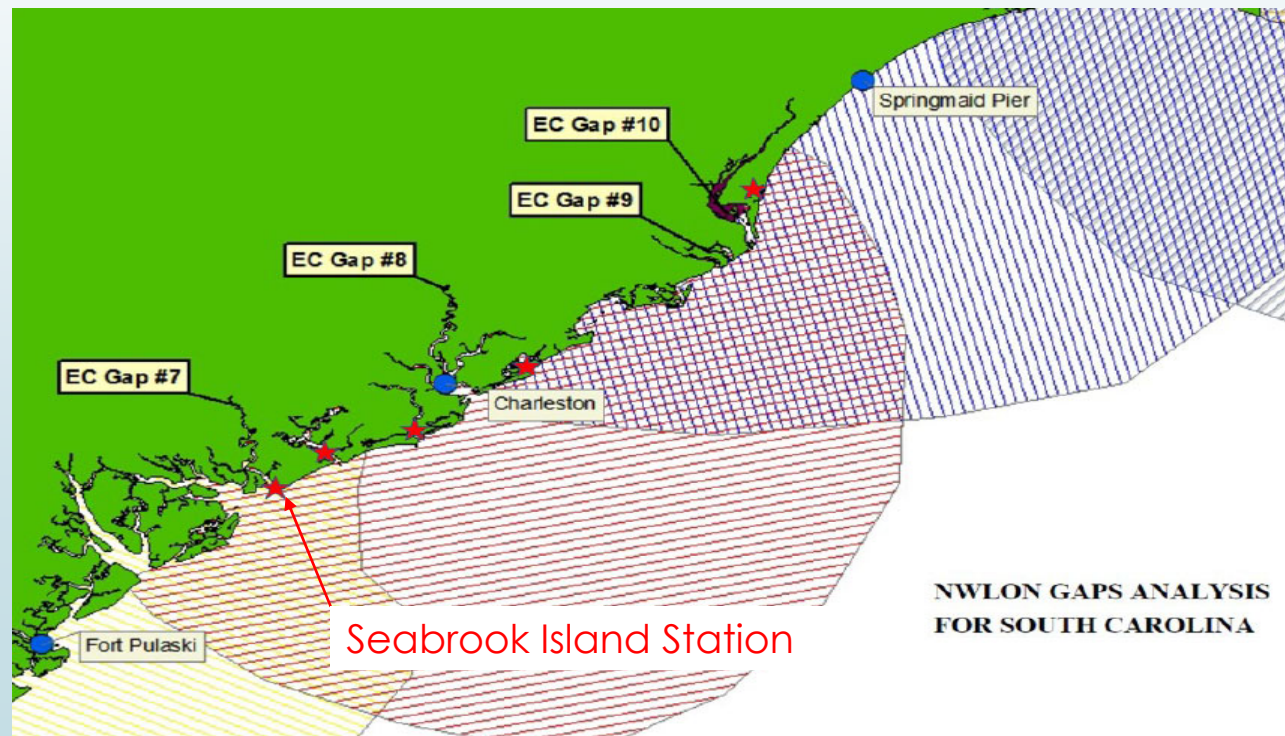 Springmaid Pier
EC Gap #10
EC Gap #9
EC Gap #8
EC Gap #7
Charleston
NWLON GAPS ANALYSIS
FOR SOUTH CAROLINA
Seabrook Island Station
Fort Pulaski